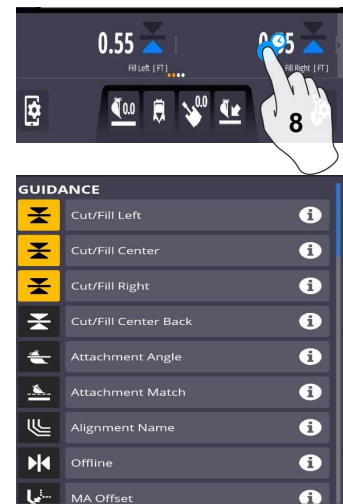 0.55
Fill Left [FT]
Fill Right [FT]
0.0
0.0
8
GUIDANCE
Cut/Fill Left
Cut/Fill Center
Cut/Fill Right
Cut/Fill Center Back
Attachment Angle
Attachment Match
Alignment Name
Offline
MA Offset